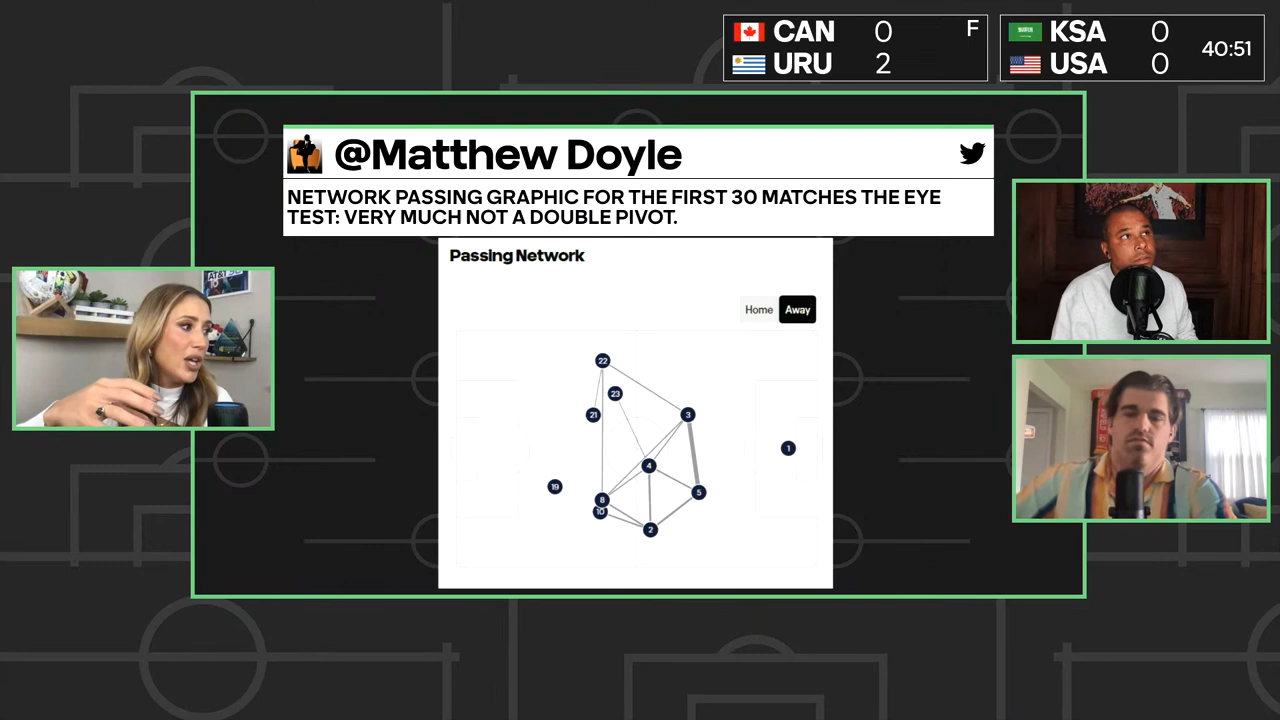 CAN 0 F
URU 2
KSA 0
USA 0
40:51
@Matthew Doyle
NETWORK PASSING GRAPHIC FOR THE FIRST 30 MATCHES THE EYE
TEST: VERY MUCH NOT A DOUBLE PIVOT.
Passing Network
Home Away
22
23
21
3
1
4
19
5
8
10
2
AT&T